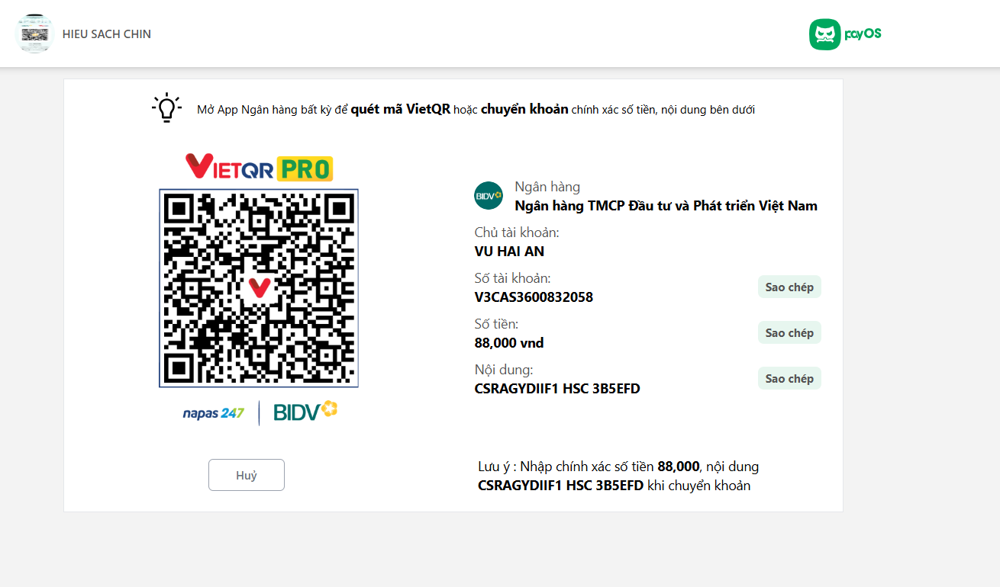 HIEU SACH CHIN
payOS
Mở App Ngân hàng bất kỳ để quét mã VietQR hoặc chuyển khoản chính xác số tiền, nội dung bên dưới
VIETQR PRO
napas 247
BIDV
Huỷ
BIDV
Ngân hàng
Ngân hàng TMCP Đầu tư và Phát triển Việt Nam
Chủ tài khoản:
VU HAI AN
Số tài khoản:
V3CAS3600832058
Sao chép
Số tiền:
88,000 vnd
Sao chép
Nội dung:
CSRAGYDIIF1 HSC 3B5EFD
Sao chép
Lưu ý : Nhập chính xác số tiền 88,000, nội dung
CSRAGYDIIF1 HSC 3B5EFD khi chuyển khoản